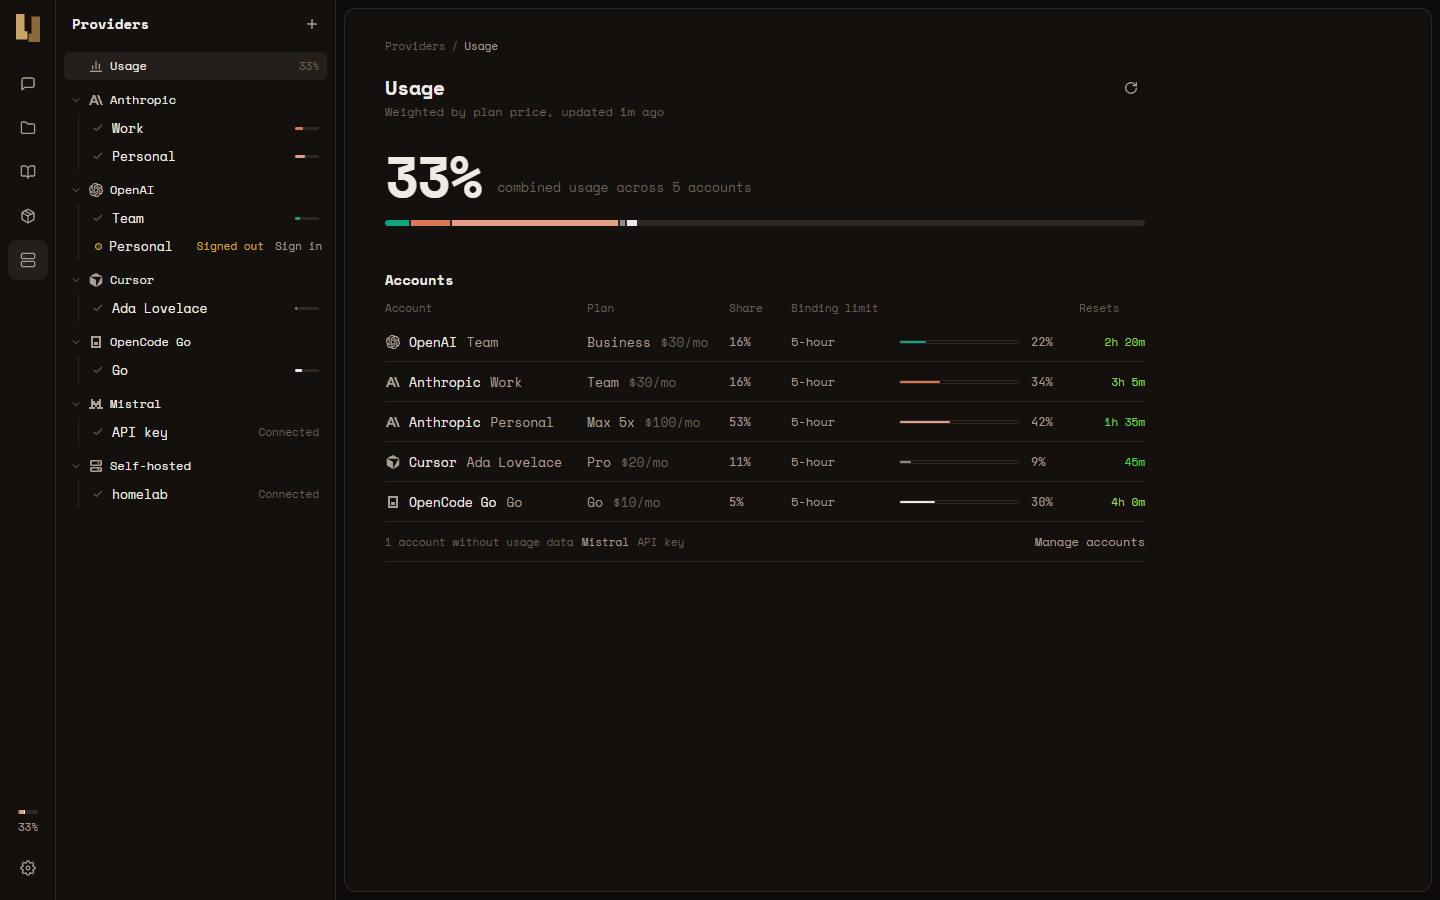 Providers
Usage 33%
Anthropic
Work
Personal
OpenAI
Team
Personal Signed out Sign in
Cursor
Ada Lovelace
OpenCode Go
Go
Mistral
API key Connected
Self-hosted
homelab Connected
33%
Providers / Usage
Usage
Weighted by plan price, updated 1m ago
33% combined usage across 5 accounts
Accounts
Account Plan Share Binding limit Resets
OpenAI Team Business $30/mo 16% 5-hour 22% 2h 20m
Anthropic Work Team $30/mo 16% 5-hour 34% 3h 5m
Anthropic Personal Max 5x $100/mo 53% 5-hour 42% 1h 35m
Cursor Ada Lovelace Pro $20/mo 11% 5-hour 9% 45m
OpenCode Go Go Go $10/mo 5% 5-hour 30% 4h 0m
1 account without usage data Mistral API key Manage accounts